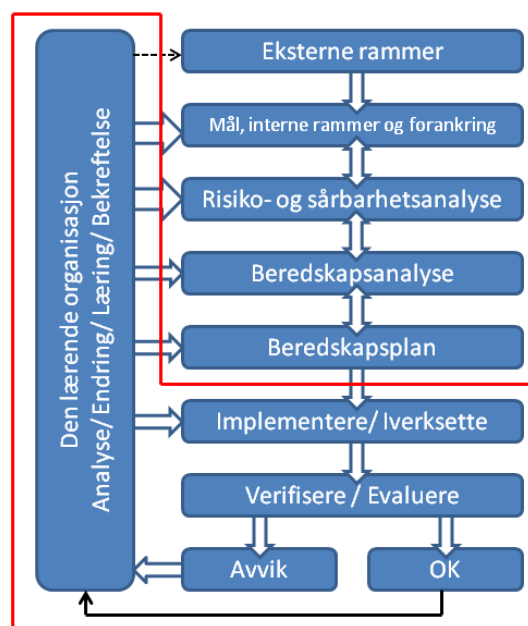 Den lærende organisasjon
Analyse/ Endring/ Læring/ Bekreftelse
Eksterne rammer
Mål, interne rammer og forankring
Risiko- og sårbarhetsanalyse
Beredskapsanalyse
Beredskapsplan
Implementere/ Iverksette
Verifisere / Evaluere
Avvik
OK